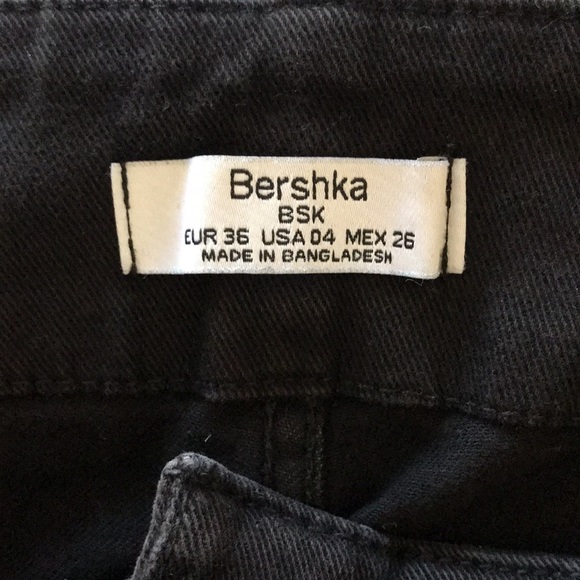 Bershka
BSK
EUR 36 USA 04 MEX 26
MADE IN BANGLADESH